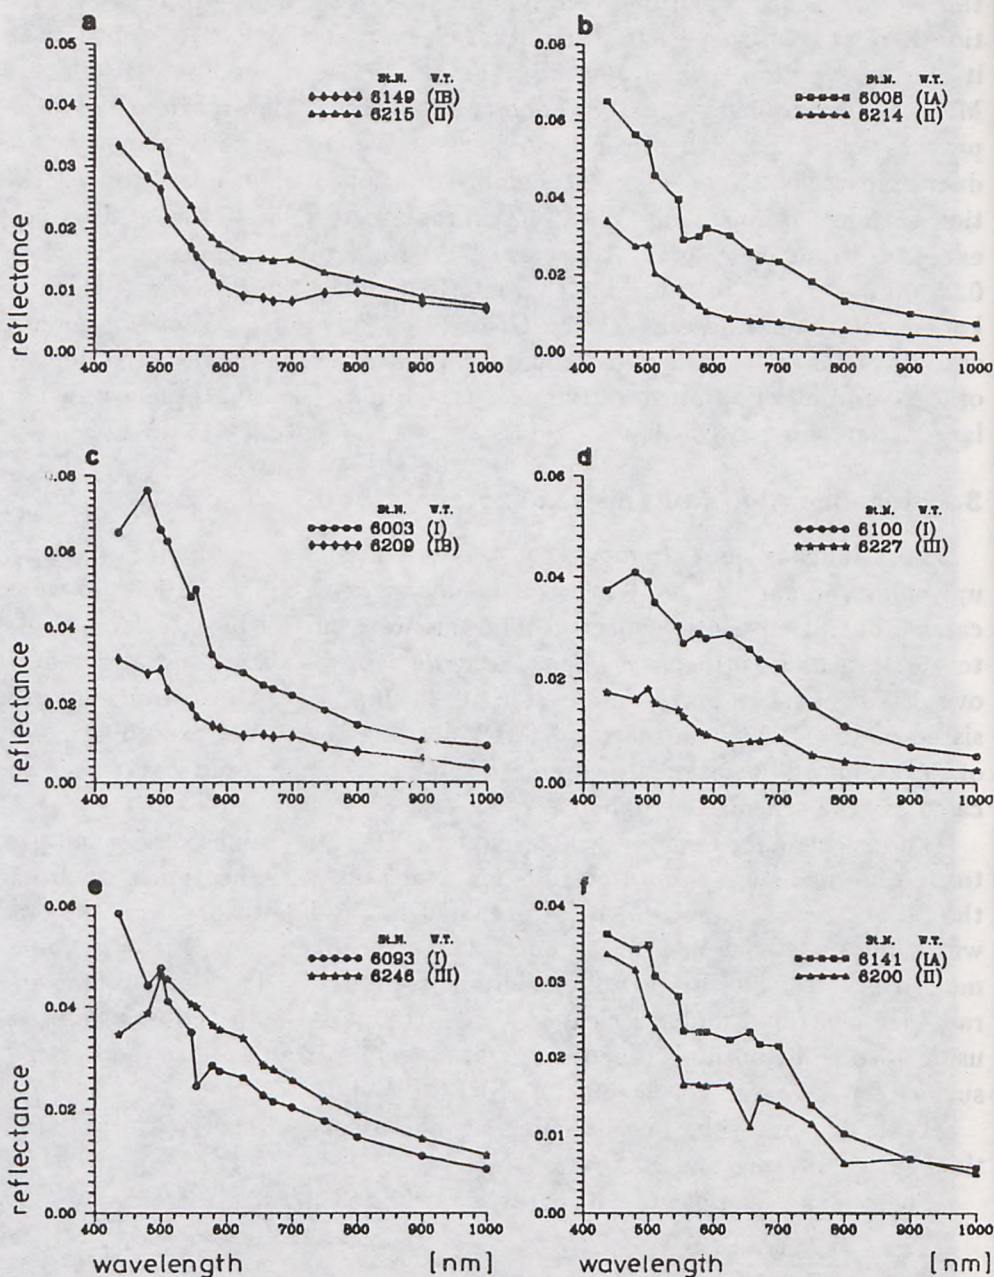 a
0.05
0.04
0.03
0.02
0.01
0.00
400 500 600 700 800 900 1000
reflectance
St.N. W.T.
6149 (IB)
6215 (II)
b
0.08
0.06
0.04
0.02
0.00
400 500 600 700 800 900 1000
St.N. W.T.
6008 (IA)
6214 (II)
c
0.08
0.06
0.04
0.02
0.00
400 500 600 700 800 900 1000
reflectance
St.N. W.T.
6003 (I)
6209 (IB)
d
0.06
0.04
0.02
0.00
400 500 600 700 800 900 1000
St.N. W.T.
6100 (I)
6227 (III)
e
0.06
0.04
0.02
0.00
400 500 600 700 800 900 1000
reflectance
wavelength [nm]
St.N. W.T.
6093 (I)
6246 (III)
f
0.04
0.03
0.02
0.01
0.00
400 500 600 700 800 900 1000
wavelength [nm]
St.N. W.T.
6141 (IA)
6200 (II)